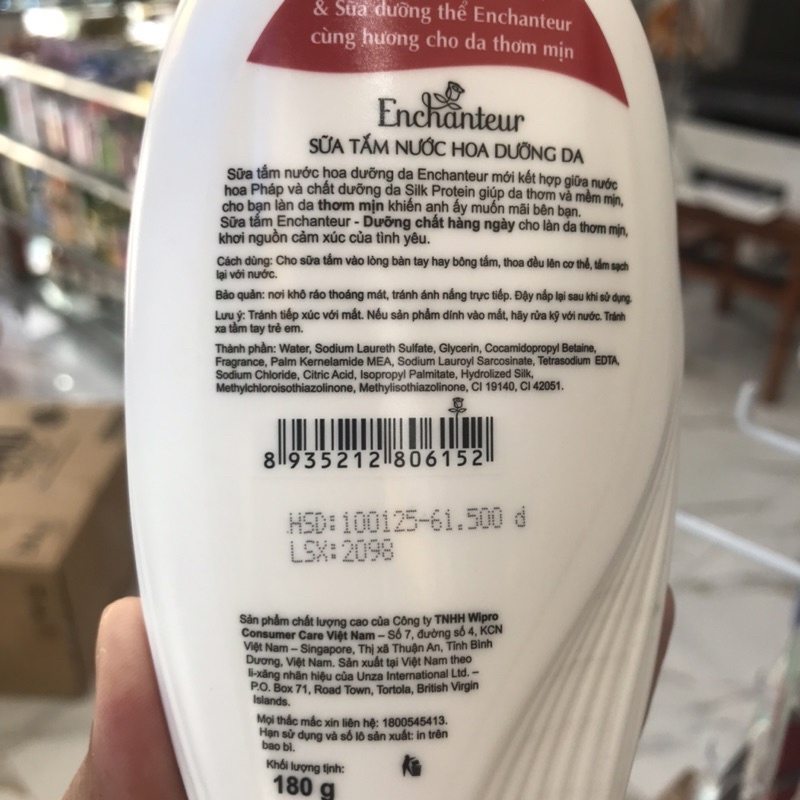 & Sữa dưỡng thể Enchanteur
cùng hương cho da thơm mịn
Enchanteur
SỮA TẮM NƯỚC HOA DƯỠNG DA
Sữa tắm nước hoa dưỡng da Enchanteur mới kết hợp giữa nước
hoa Pháp và chất dưỡng da Silk Protein giúp da thơm và mềm mịn,
cho bạn làn da thơm mịn khiến anh ấy muốn mãi bên bạn.
Sữa tắm Enchanteur - Dưỡng chất hàng ngày cho làn da thơm mịn,
khơi nguồn cảm xúc của tình yêu.
Cách dùng: Cho sữa tắm vào lòng bàn tay hay bông tắm, thoa đều lên cơ thể, tắm sạch
lại với nước.
Bảo quản: nơi khô ráo thoáng mát, tránh ánh nắng trực tiếp. Đậy nắp lại sau khi sử dụng.
Lưu ý: Tránh tiếp xúc với mắt. Nếu sản phẩm dính vào mắt, hãy rửa kỹ với nước. Tránh
xa tầm tay trẻ em.
Thành phần: Water, Sodium Laureth Sulfate, Glycerin, Cocamidopropyl Betaine,
Fragrance, Palm Kernelamide MEA, Sodium Lauroyl Sarcosinate, Tetrasodium EDTA,
Sodium Chloride, Citric Acid, Isopropyl Palmitate, Hydrolized Silk,
Methylchloroisothiazolinone, Methylisothiazolinone, CI 19140, CI 42051.
8 935212 806152
HSD:100125-61.500 đ
LSX:2098
Sản phẩm chất lượng cao của Công ty TNHH Wipro
Consumer Care Việt Nam – Số 7, đường số 4, KCN
Việt Nam – Singapore, Thị xã Thuận An, Tỉnh Bình
Dương, Việt Nam. Sản xuất tại Việt Nam theo
li-xăng nhãn hiệu của Unza International Ltd. –
P.O. Box 71, Road Town, Tortola, British Virgin
Islands.
Mọi thắc mắc xin liên hệ: 1800545413.
Hạn sử dụng và số lô sản xuất: in trên
bao bì.
Khối lượng tịnh:
180 g